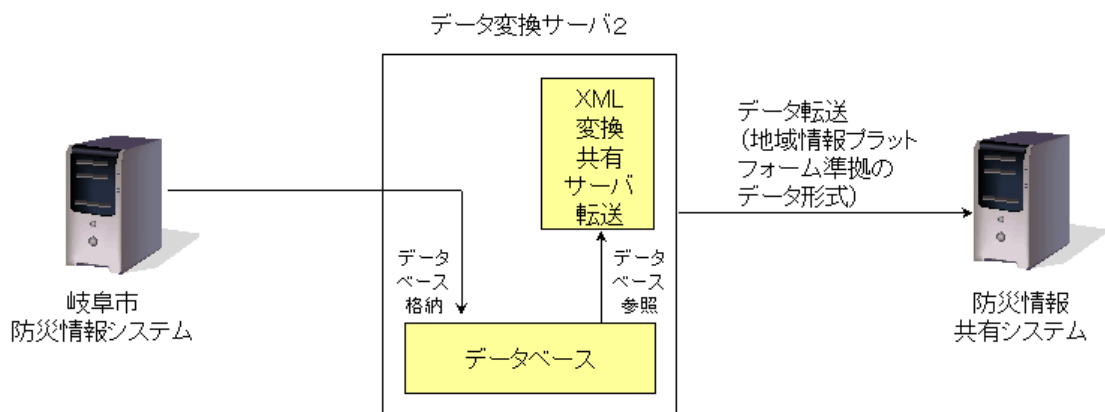 データ変換サーバ2
XML
変換
共有
サーバ
転送
データ転送
（地域情報プラット
フォーム準拠の
データ形式）
データ
ベース
格納
データ
ベース
参照
岐阜市
防災情報システム
データベース
防災情報
共有システム